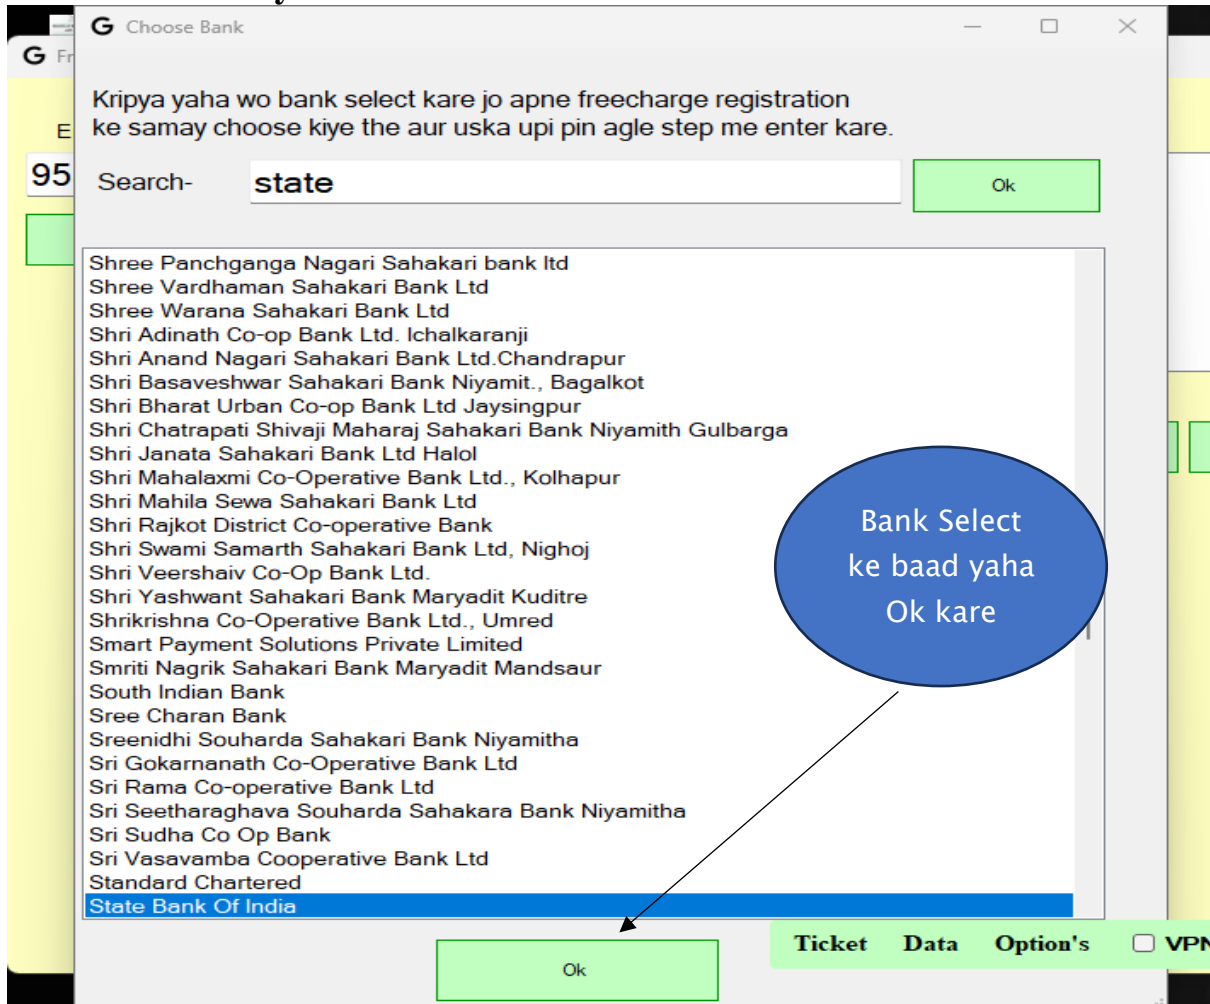 G Choose Bank
G Fr
Kripya yaha wo bank select kare jo apne freecharge registration
ke samay choose kiye the aur uska upi pin agle step me enter kare.
E
95
Search-
state
Ok
Shree Panchganga Nagari Sahakari bank ltd
Shree Vardhaman Sahakari Bank Ltd
Shree Warana Sahakari Bank Ltd
Shri Adinath Co-op Bank Ltd. Ichalkaranji
Shri Anand Nagari Sahakari Bank Ltd.Chandrapur
Shri Basaveshwar Sahakari Bank Niyamit., Bagalkot
Shri Bharat Urban Co-op Bank Ltd Jaysingpur
Shri Chatrapati Shivaji Maharaj Sahakari Bank Niyamith Gulbarga
Shri Janata Sahakari Bank Ltd Halol
Shri Mahalaxmi Co-Operative Bank Ltd., Kolhapur
Shri Mahila Sewa Sahakari Bank Ltd
Shri Rajkot District Co-operative Bank
Shri Swami Samarth Sahakari Bank Ltd, Nighoj
Shri Veershaiv Co-Op Bank Ltd.
Shri Yashwant Sahakari Bank Maryadit Kuditre
Shrikrishna Co-Operative Bank Ltd., Umred
Smart Payment Solutions Private Limited
Smriti Nagrik Sahakari Bank Maryadit Mandsaur
South Indian Bank
Sree Charan Bank
Sreenidhi Souharda Sahakari Bank Niyamitha
Sri Gokarnanath Co-Operative Bank Ltd
Sri Rama Co-operative Bank Ltd
Sri Seetharaghava Souharda Sahakara Bank Niyamitha
Sri Sudha Co Op Bank
Sri Vasavamba Cooperative Bank Ltd
Standard Chartered
State Bank Of India
Bank Select
ke baad yaha
Ok kare
Ok
Ticket Data Option's VPN